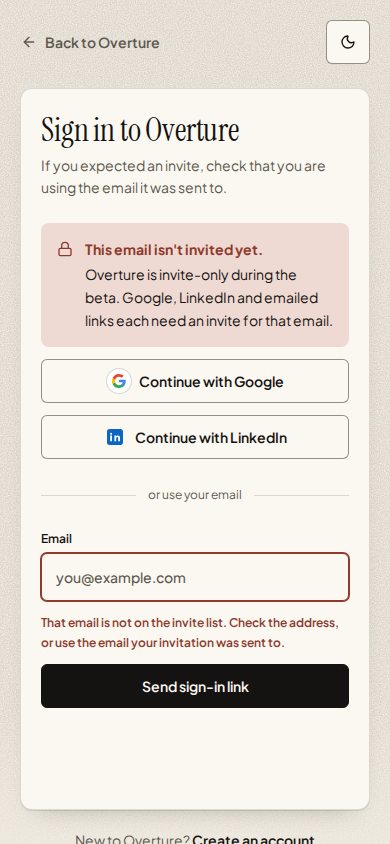 Back to Overture
Sign in to Overture
If you expected an invite, check that you are
using the email it was sent to.
This email isn't invited yet.
Overture is invite-only during the
beta. Google, LinkedIn and emailed
links each need an invite for that email.
Continue with Google
Continue with LinkedIn
or use your email
Email
you@example.com
That email is not on the invite list. Check the address,
or use the email your invitation was sent to.
Send sign-in link
New to Overture? Create an account